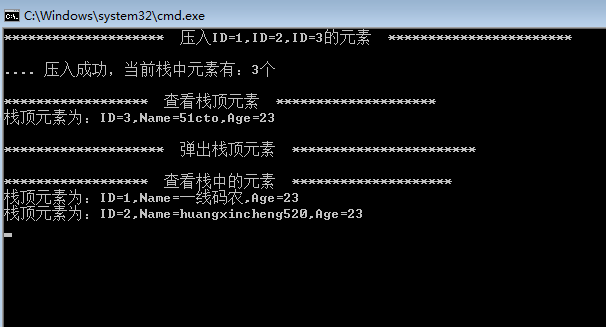 C:\Windows\system32\cmd.exe
******************** 压入ID=1,ID=2,ID=3的元素 ***********************
.... 压入成功，当前栈中元素有：3个
****************** 查看栈顶元素 ********************
栈顶元素为：ID=3,Name=51cto,Age=23
******************** 弹出栈顶元素 ***********************
****************** 查看栈中的元素 ********************
栈顶元素为：ID=1,Name=一线码农,Age=23
栈顶元素为：ID=2,Name=huangxincheng520,Age=23